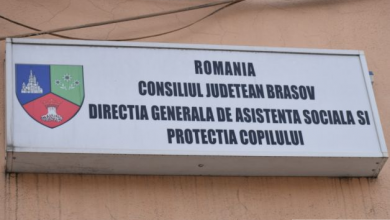 ROMANIA
CONSILIUL JUDETEAN BRASOV
DIRECTIA GENERALA DE ASISTENTA SOCIALA SI
PROTECTIA COPILULUI